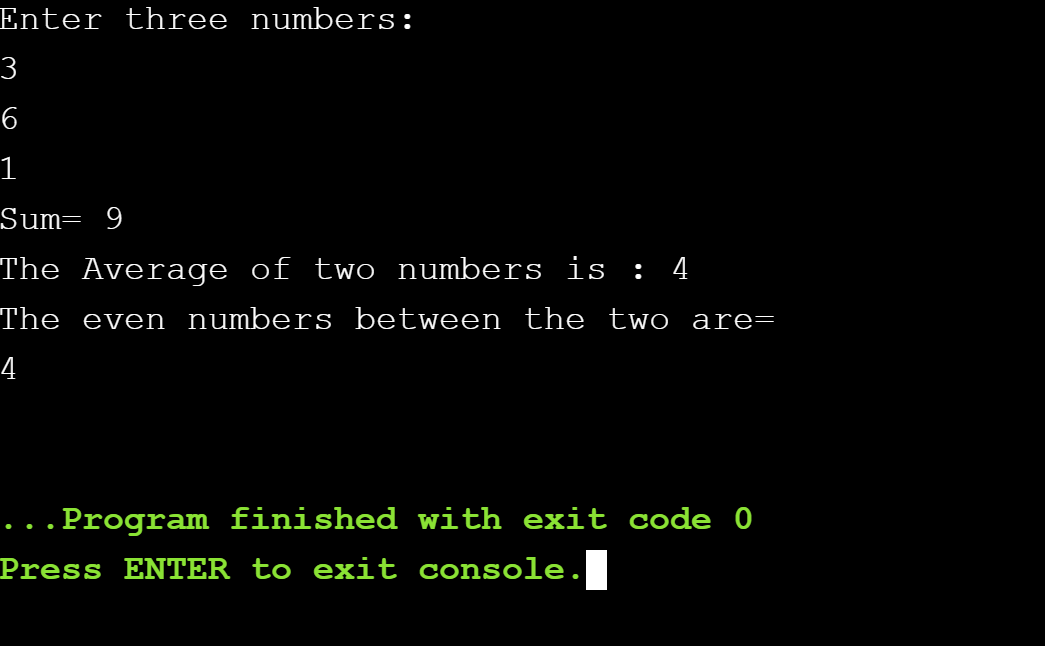 Enter three numbers:
3
6
1
Sum= 9
The Average of two numbers is : 4
The even numbers between the two are=
4
...Program finished with exit code 0
Press ENTER to exit console.